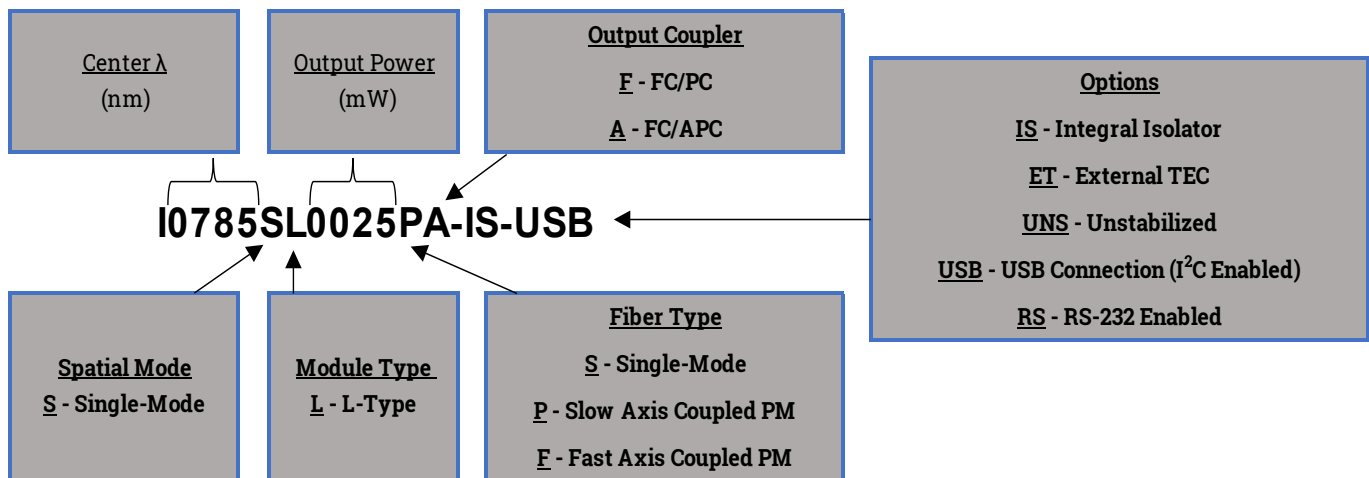 Center λ
(nm)
Output Power
(mW)
Output Coupler
F - FC/PC
A - FC/APC
Options
IS - Integral Isolator
ET - External TEC
UNS - Unstabilized
USB - USB Connection (I²C Enabled)
RS - RS-232 Enabled
I0785SL0025PA-IS-USB
Spatial Mode
S - Single-Mode
Module Type
L - L-Type
Fiber Type
S - Single-Mode
P - Slow Axis Coupled PM
F - Fast Axis Coupled PM